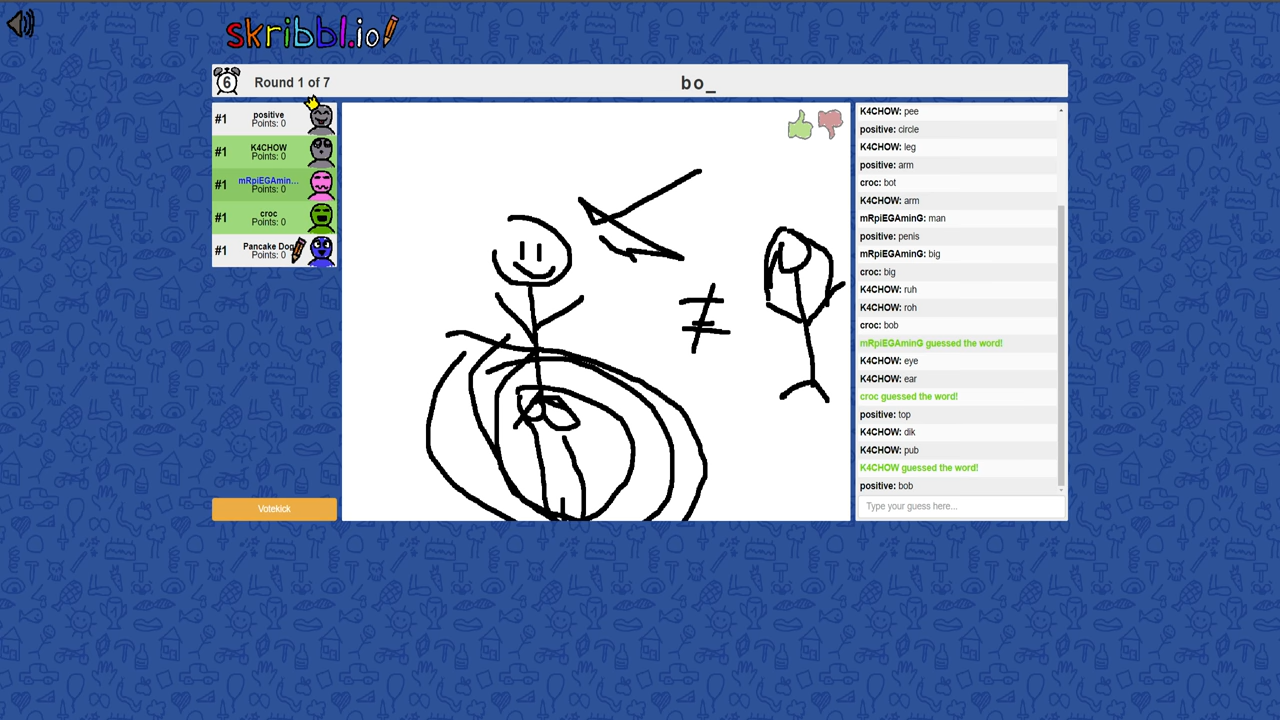 skribbl.io
6
Round 1 of 7
bo_
#1
positive
Points: 0
#1
K4CHOW
Points: 0
#1
mRpiEGAmin...
Points: 0
#1
croc
Points: 0
#1
Pancake Dog
Points: 0
Votekick
K4CHOW: pee
positive: circle
K4CHOW: leg
positive: arm
croc: bot
K4CHOW: arm
mRpiEGAminG: man
positive: penis
mRpiEGAminG: big
croc: big
K4CHOW: ruh
K4CHOW: roh
croc: bob
mRpiEGAminG guessed the word!
K4CHOW: eye
K4CHOW: ear
croc guessed the word!
positive: top
K4CHOW: dik
K4CHOW: pub
K4CHOW guessed the word!
positive: bob
Type your guess here...
≠